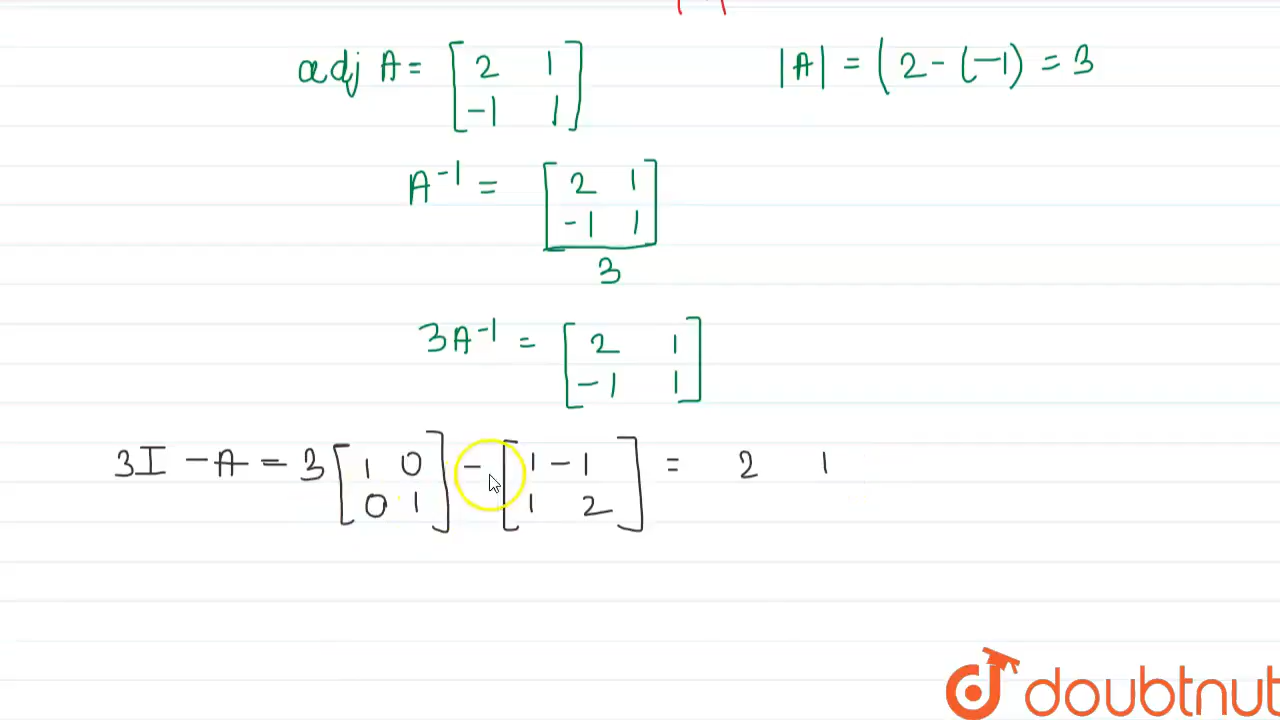 adj A = [ 2 1 |A| = ( 2 - (-1) = 3
-1 1 ]
A⁻¹ = [ 2 1
-1 1 ]
3
3A⁻¹ = [ 2 1
-1 1 ]
3I - A = 3 [ 1 0 - [ 1 -1 = 2 1
0 1 ] 1 2 ]
doubtnut